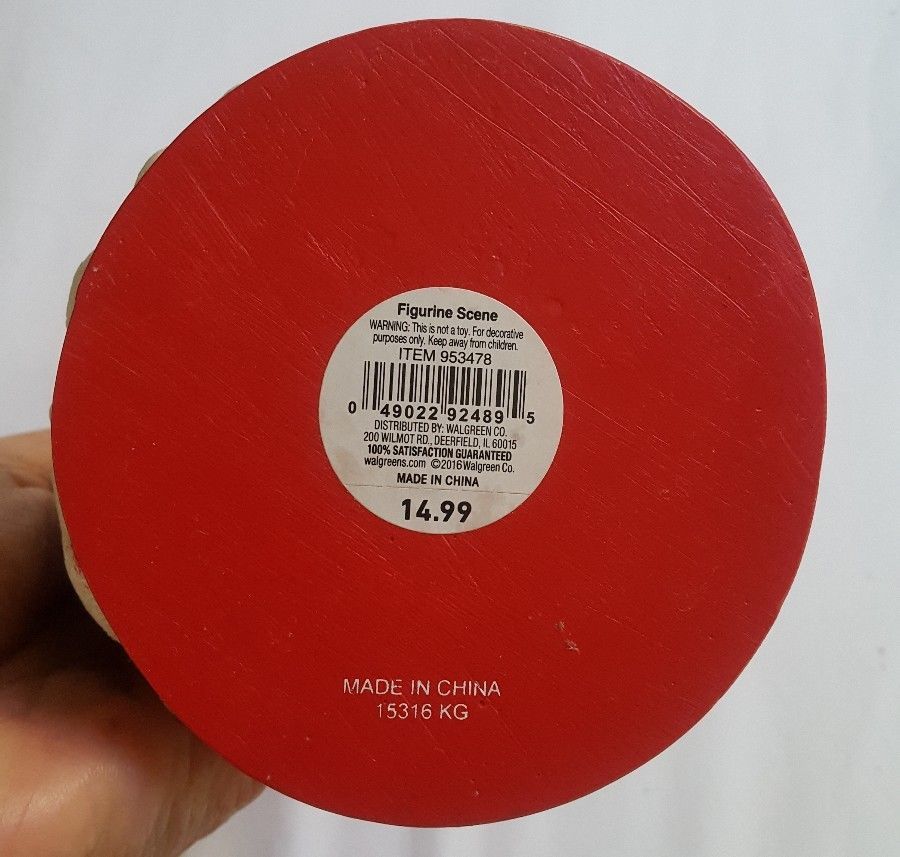 Figurine Scene
WARNING: This is not a toy. For decorative
purposes only. Keep away from children.
ITEM 953478
0 49022 92489 5
DISTRIBUTED BY: WALGREEN CO.
200 WILMOT RD., DEERFIELD, IL 60015
100% SATISFACTION GUARANTEED
walgreens.com ©2016 Walgreen Co.
MADE IN CHINA
14.99
MADE IN CHINA
15316 KG